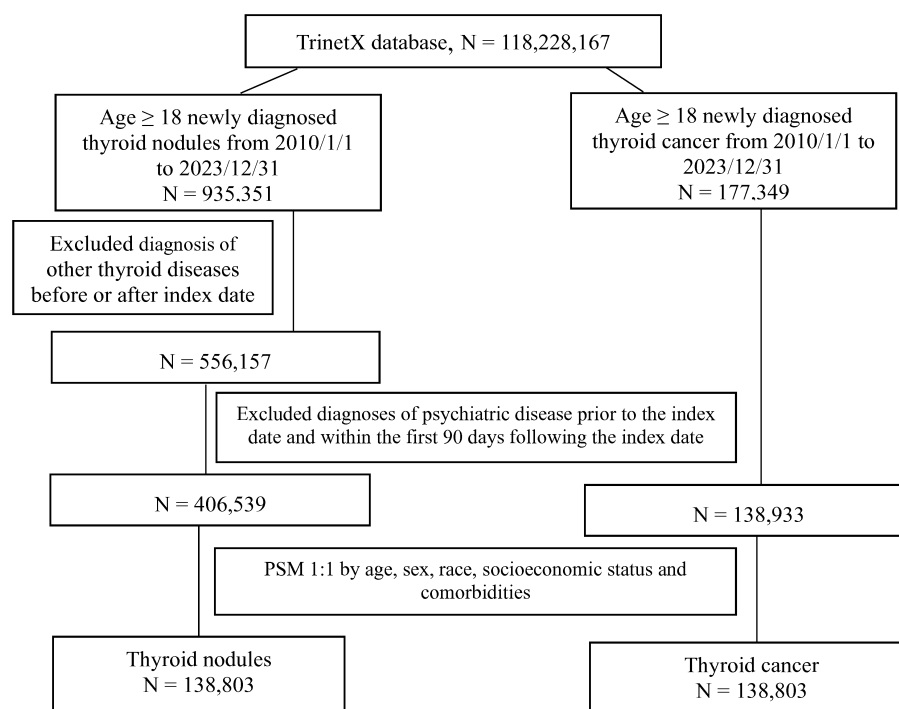 TrinetX database, N = 118,228,167
Age ≥ 18 newly diagnosed
thyroid nodules from 2010/1/1
to 2023/12/31
N = 935,351
Age ≥ 18 newly diagnosed
thyroid cancer from 2010/1/1 to
2023/12/31
N = 177,349
Excluded diagnosis of
other thyroid diseases
before or after index date
N = 556,157
Excluded diagnoses of psychiatric disease prior to the index
date and within the first 90 days following the index date
N = 406,539
N = 138,933
PSM 1:1 by age, sex, race, socioeconomic status and
comorbidities
Thyroid nodules
N = 138,803
Thyroid cancer
N = 138,803